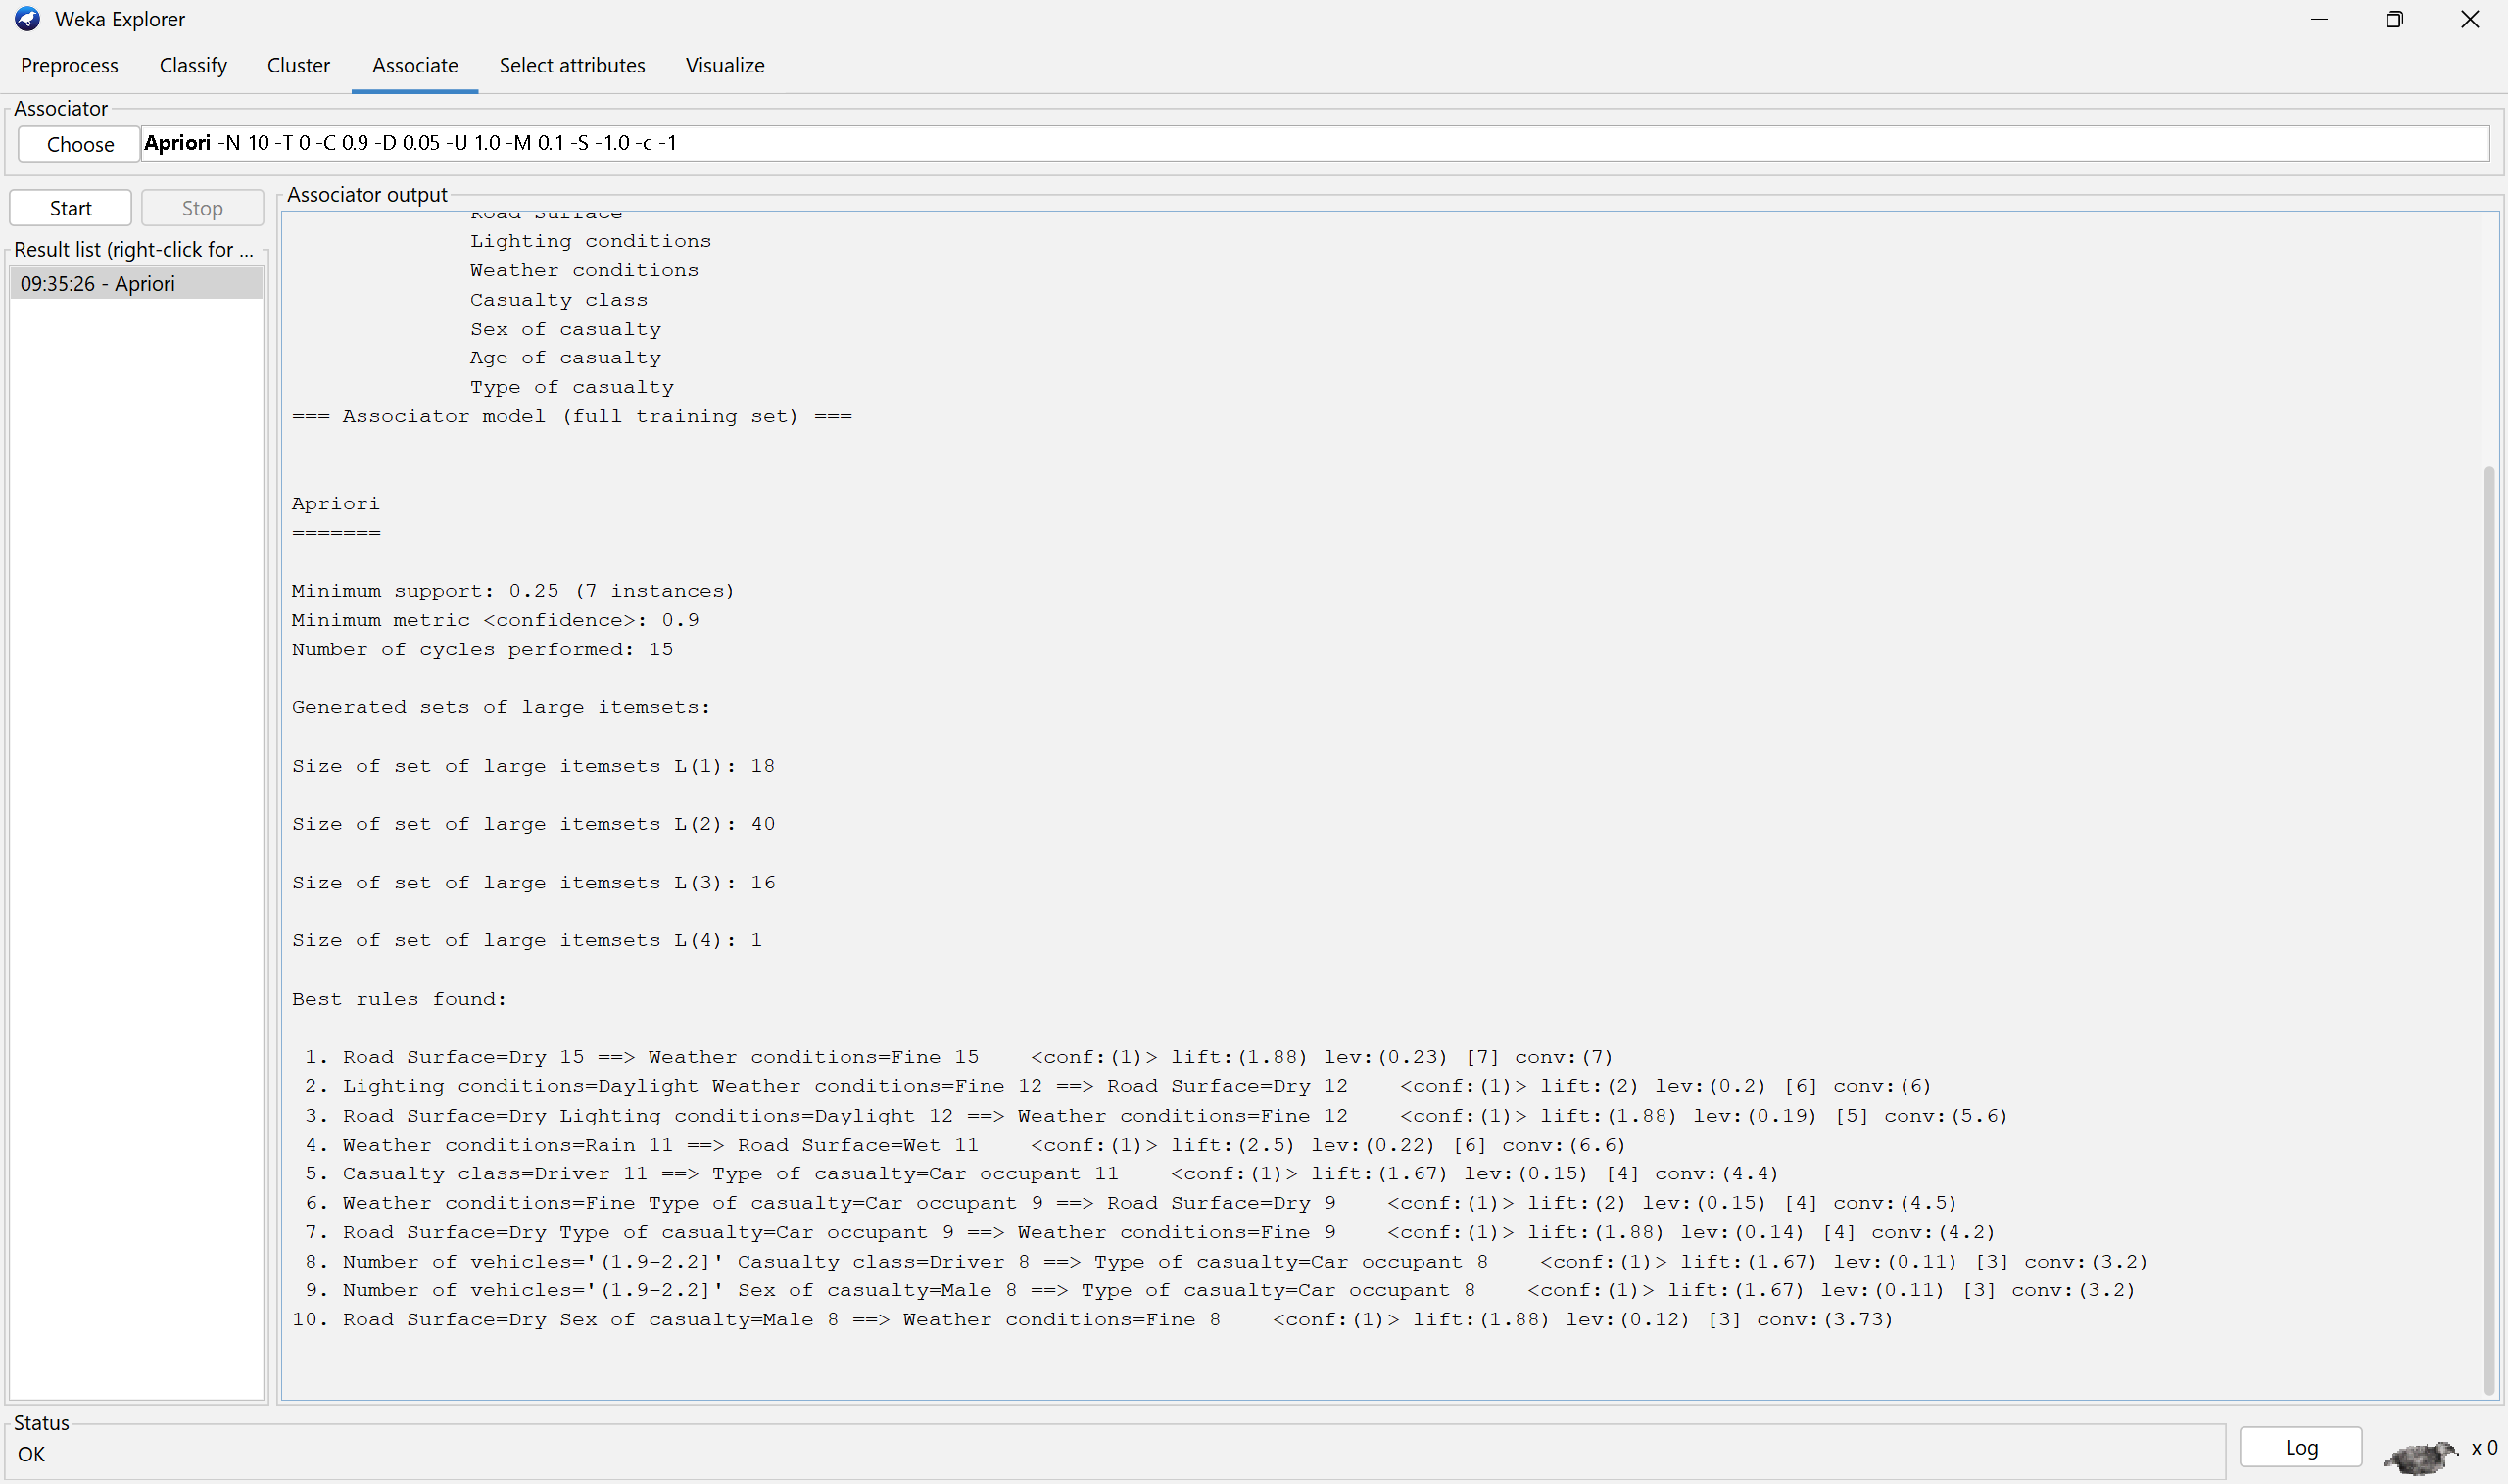 Weka Explorer
Preprocess Classify Cluster Associate Select attributes Visualize
Associator
Choose Apriori -N 10 -T 0 -C 0.9 -D 0.05 -U 1.0 -M 0.1 -S -1.0 -c -1
Start Stop
Associator output
Result list (right-click for ...
09:35:26 - Apriori
Road Surface
Lighting conditions
Weather conditions
Casualty class
Sex of casualty
Age of casualty
Type of casualty
=== Associator model (full training set) ===
Apriori
=======
Minimum support: 0.25 (7 instances)
Minimum metric <confidence>: 0.9
Number of cycles performed: 15
Generated sets of large itemsets:
Size of set of large itemsets L(1): 18
Size of set of large itemsets L(2): 40
Size of set of large itemsets L(3): 16
Size of set of large itemsets L(4): 1
Best rules found:
1. Road Surface=Dry 15 ==> Weather conditions=Fine 15 <conf:(1)> lift:(1.88) lev:(0.23) [7] conv:(7)
2. Lighting conditions=Daylight Weather conditions=Fine 12 ==> Road Surface=Dry 12 <conf:(1)> lift:(2) lev:(0.2) [6] conv:(6)
3. Road Surface=Dry Lighting conditions=Daylight 12 ==> Weather conditions=Fine 12 <conf:(1)> lift:(1.88) lev:(0.19) [5] conv:(5.6)
4. Weather conditions=Rain 11 ==> Road Surface=Wet 11 <conf:(1)> lift:(2.5) lev:(0.22) [6] conv:(6.6)
5. Casualty class=Driver 11 ==> Type of casualty=Car occupant 11 <conf:(1)> lift:(1.67) lev:(0.15) [4] conv:(4.4)
6. Weather conditions=Fine Type of casualty=Car occupant 9 ==> Road Surface=Dry 9 <conf:(1)> lift:(2) lev:(0.15) [4] conv:(4.5)
7. Road Surface=Dry Type of casualty=Car occupant 9 ==> Weather conditions=Fine 9 <conf:(1)> lift:(1.88) lev:(0.14) [4] conv:(4.2)
8. Number of vehicles='(1.9-2.2]' Casualty class=Driver 8 ==> Type of casualty=Car occupant 8 <conf:(1)> lift:(1.67) lev:(0.11) [3] conv:(3.2)
9. Number of vehicles='(1.9-2.2]' Sex of casualty=Male 8 ==> Type of casualty=Car occupant 8 <conf:(1)> lift:(1.67) lev:(0.11) [3] conv:(3.2)
10. Road Surface=Dry Sex of casualty=Male 8 ==> Weather conditions=Fine 8 <conf:(1)> lift:(1.88) lev:(0.12) [3] conv:(3.73)
Status
OK
Log
x 0